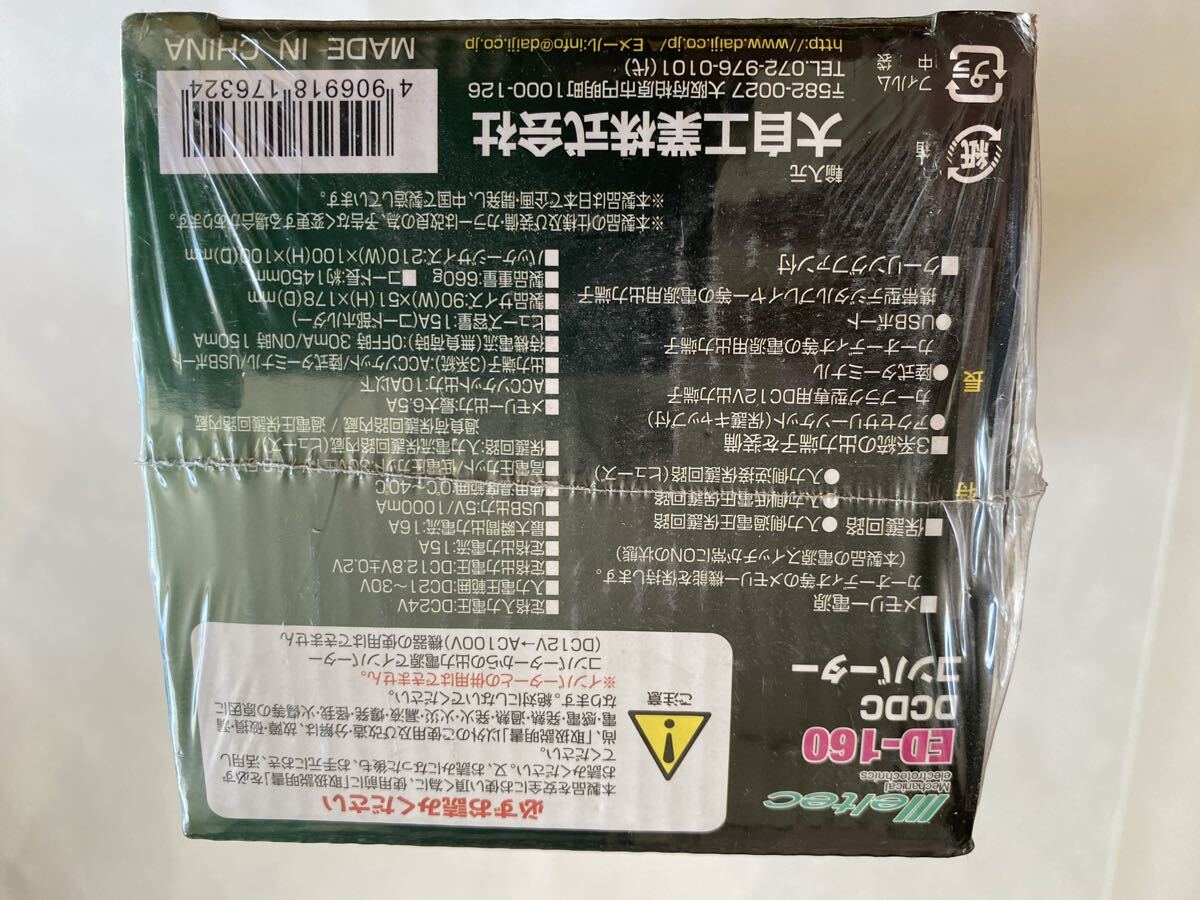 Meltec
Mechanical
electrotechnics
ED-160
DCDC
コンバーター
必ずお読みください
本製品を安全にお使い頂く為に、使用前に「取扱説明書」を必ず
お読みください。又、お読みになった後も、お手元におき、活用し
てください。
尚、「取扱説明書」以外のご使用及び改造・分解は、故障・破損・漏
電・感電・発熱・過熱・発火・火災・漏液・爆発・怪我・火傷等の原因に
なります。絶対にしないでください。
※インバーターとの併用はできません。
コンバーターからの出力電源でインバーター
(DC12V→AC100V)機器の使用はできません
ご注意
特
長
■メモリー電源
カーオーディオ等のメモリー機能を保持します。
(本製品の電源スイッチが常にONの状態)
■保護回路 ●入力側過電圧保護回路
●入力側低電圧保護回路
●入力側逆接保護回路(ヒューズ)
■3系統の出力端子を装備
●アクセサリーソケット(保護キャップ付)
カープラグ型専用DC12V出力端子
●陸式ターミナル
カーオーディオ等の電源用出力端子
●USBポート
携帯型デジタルプレイヤー等の電源用出力端子
■クーリングファン付
■定格入力電圧:DC24V
■入力電圧範囲:DC21~30V
■定格出力電圧:DC12.8V±0.2V
■定格出力電流:15A
■最大瞬間出力電流:16A
■USB出力:5V/1000mA
■使用温度範囲:0℃~40℃
■保護回路:入力/出力電流保護回路内蔵(ヒューズ)
過負荷保護回路内蔵 / 過電圧保護回路内蔵
■メモリー出力:最大6.5A
■ACCソケット出力:10A以下
■出力端子(3系統):ACCソケット/陸式ターミナル/USBポート
■待機電流(無負荷時):OFF時 30mA/ON時 150mA
■ヒューズ容量:15A(コード部ホルダー)
■製品サイズ:90(W)×51(H)×178(D)mm
■製品重量:660g ■コード長:約1450mm
■パッケージサイズ:210(W)×100(H)×100(D)mm
※本製品の仕様及び装備・カラーは改良の為、予告なく変更する場合があります。
※本製品は日本で企画・開発し、中国で製造しています。
紙
箱
プラ
フィルム
中 袋
輸入元
大自工業株式会社
〒582-0027 大阪府柏原市円明町1000-126
TEL.072-976-0101(代)
http://www.daiji.co.jp/ Eメール:info@daiji.co.jp
4 906918 176324
MADE IN CHINA